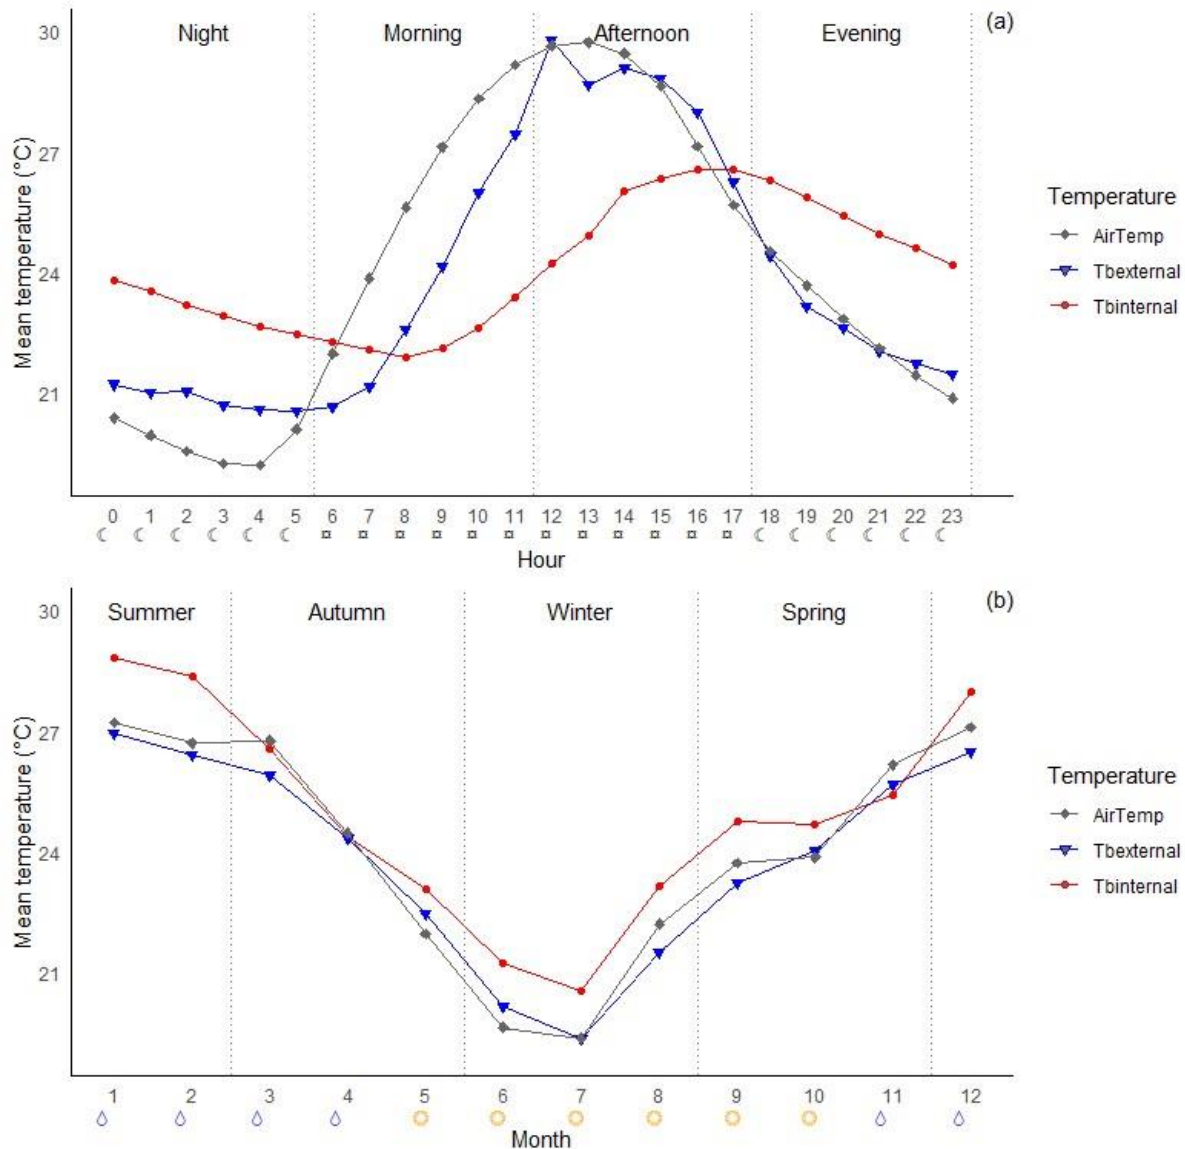 (a)
Night Morning Afternoon Evening
30
27
24
21
Mean temperature (°C)
0 1 2 3 4 5 6 7 8 9 10 11 12 13 14 15 16 17 18 19 20 21 22 23
Hour
Temperature
AirTemp
Tbexternal
Tbinternal
(b)
Summer Autumn Winter Spring
30
27
24
21
Mean temperature (°C)
1 2 3 4 5 6 7 8 9 10 11 12
Month
Temperature
AirTemp
Tbexternal
Tbinternal